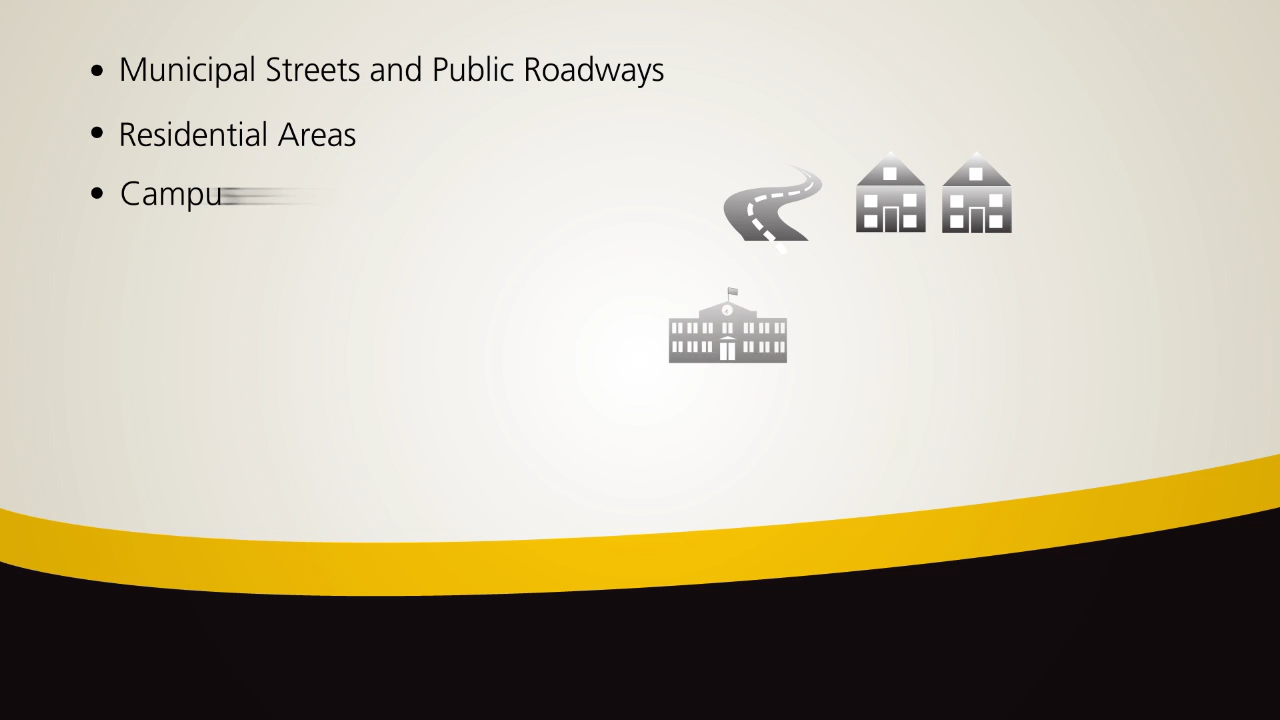 • Municipal Streets and Public Roadways
• Residential Areas
• Campu